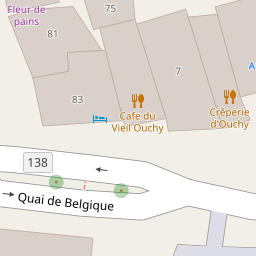 Fleur-de
pains
75
81
7
83
Cafe du
Vieil Ouchy
Crêperie
d'Ouchy
A
138
Quai de Belgique